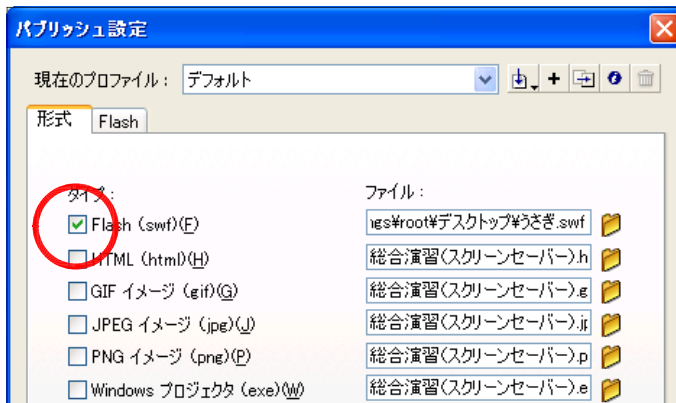 パブリッシュ設定
現在のプロファイル： デフォルト
形式 Flash
タイプ： ファイル：
Flash (swf)(F) ngs¥root¥デスクトップ¥うさぎ.swf
HTML (html)(H) 総合演習(スクリーンセーバー).h
GIF イメージ (gif)(G) 総合演習(スクリーンセーバー).g
JPEG イメージ (jpg)(J) 総合演習(スクリーンセーバー).jp
PNG イメージ (png)(P) 総合演習(スクリーンセーバー).p
Windows プロジェクタ (exe)(W) 総合演習(スクリーンセーバー).e